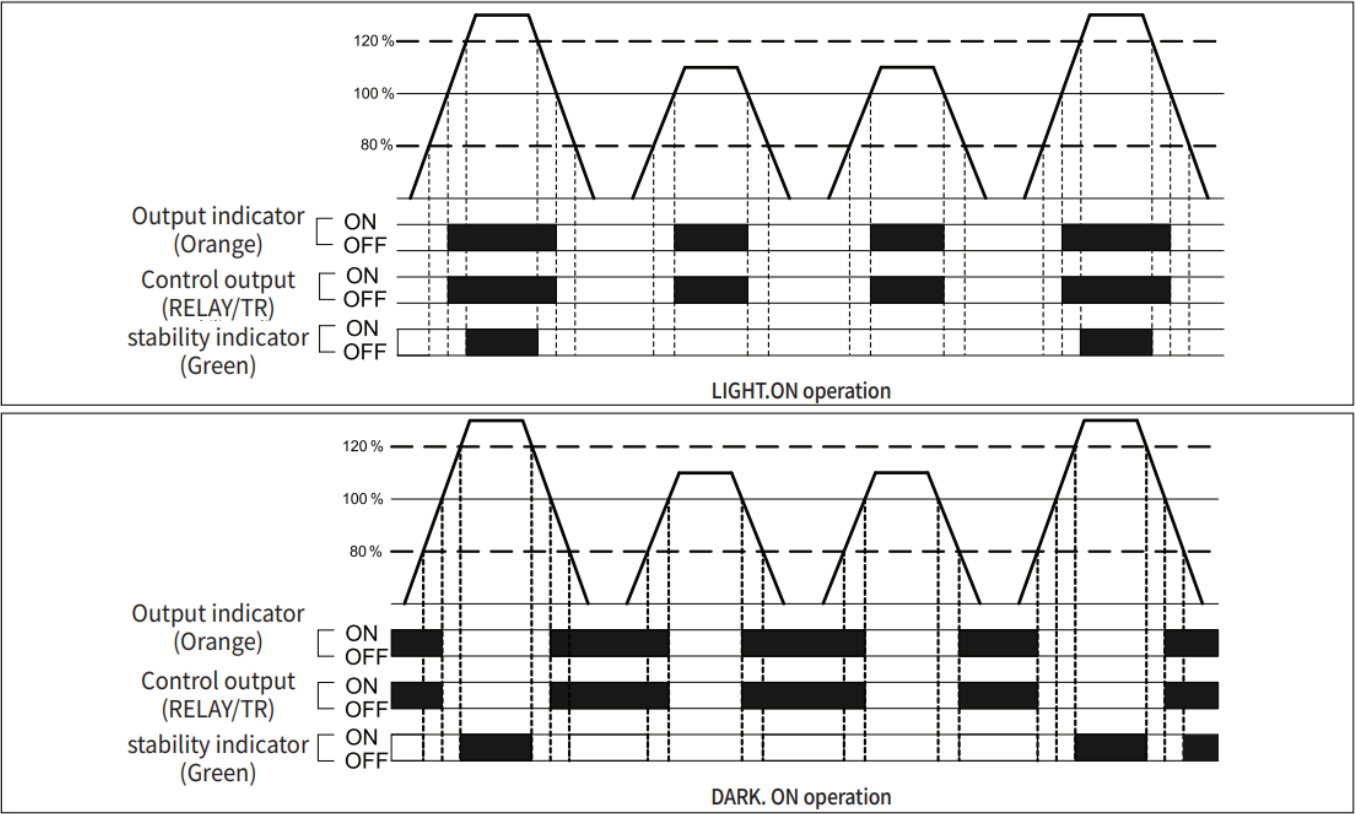 120 %
100 %
80 %
Output indicator
(Orange)
ON
OFF
Control output
(RELAY/TR)
ON
OFF
stability indicator
(Green)
ON
OFF
LIGHT.ON operation
120 %
100 %
80 %
Output indicator
(Orange)
ON
OFF
Control output
(RELAY/TR)
ON
OFF
stability indicator
(Green)
ON
OFF
DARK. ON operation